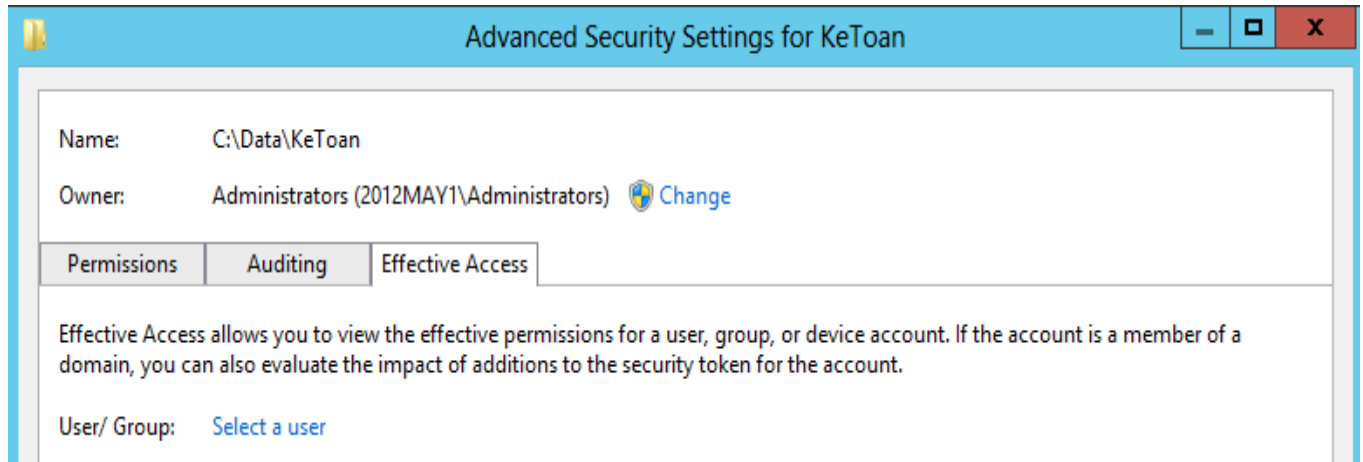 Advanced Security Settings for KeToan
Name: C:\Data\KeToan
Owner: Administrators (2012MAY1\Administrators) Change
Permissions Auditing Effective Access
Effective Access allows you to view the effective permissions for a user, group, or device account. If the account is a member of a
domain, you can also evaluate the impact of additions to the security token for the account.
User/ Group: Select a user